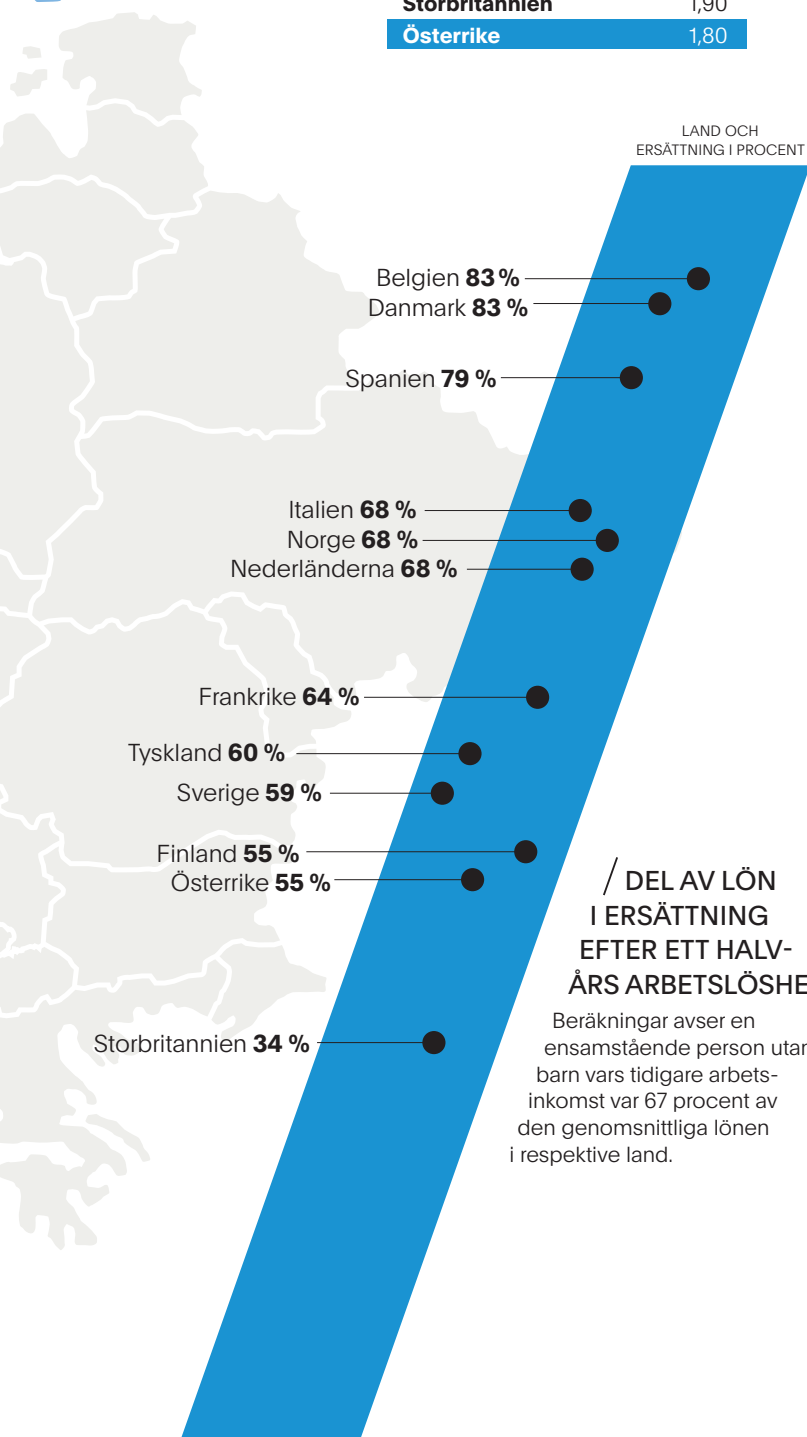 Storbritannien 1,90
Österrike 1,80
LAND OCH
ERSÄTTNING I PROCENT
Belgien 83 %
Danmark 83 %
Spanien 79 %
Italien 68 %
Norge 68 %
Nederländerna 68 %
Frankrike 64 %
Tyskland 60 %
Sverige 59 %
Finland 55 %
Österrike 55 %
Storbritannien 34 %
/ DEL AV LÖN
I ERSÄTTNING
EFTER ETT HALV-
ÅRS ARBETSLÖSHE
Beräkningar avser en
ensamstående person utan
barn vars tidigare arbets-
inkomst var 67 procent av
den genomsnittliga lönen
i respektive land.